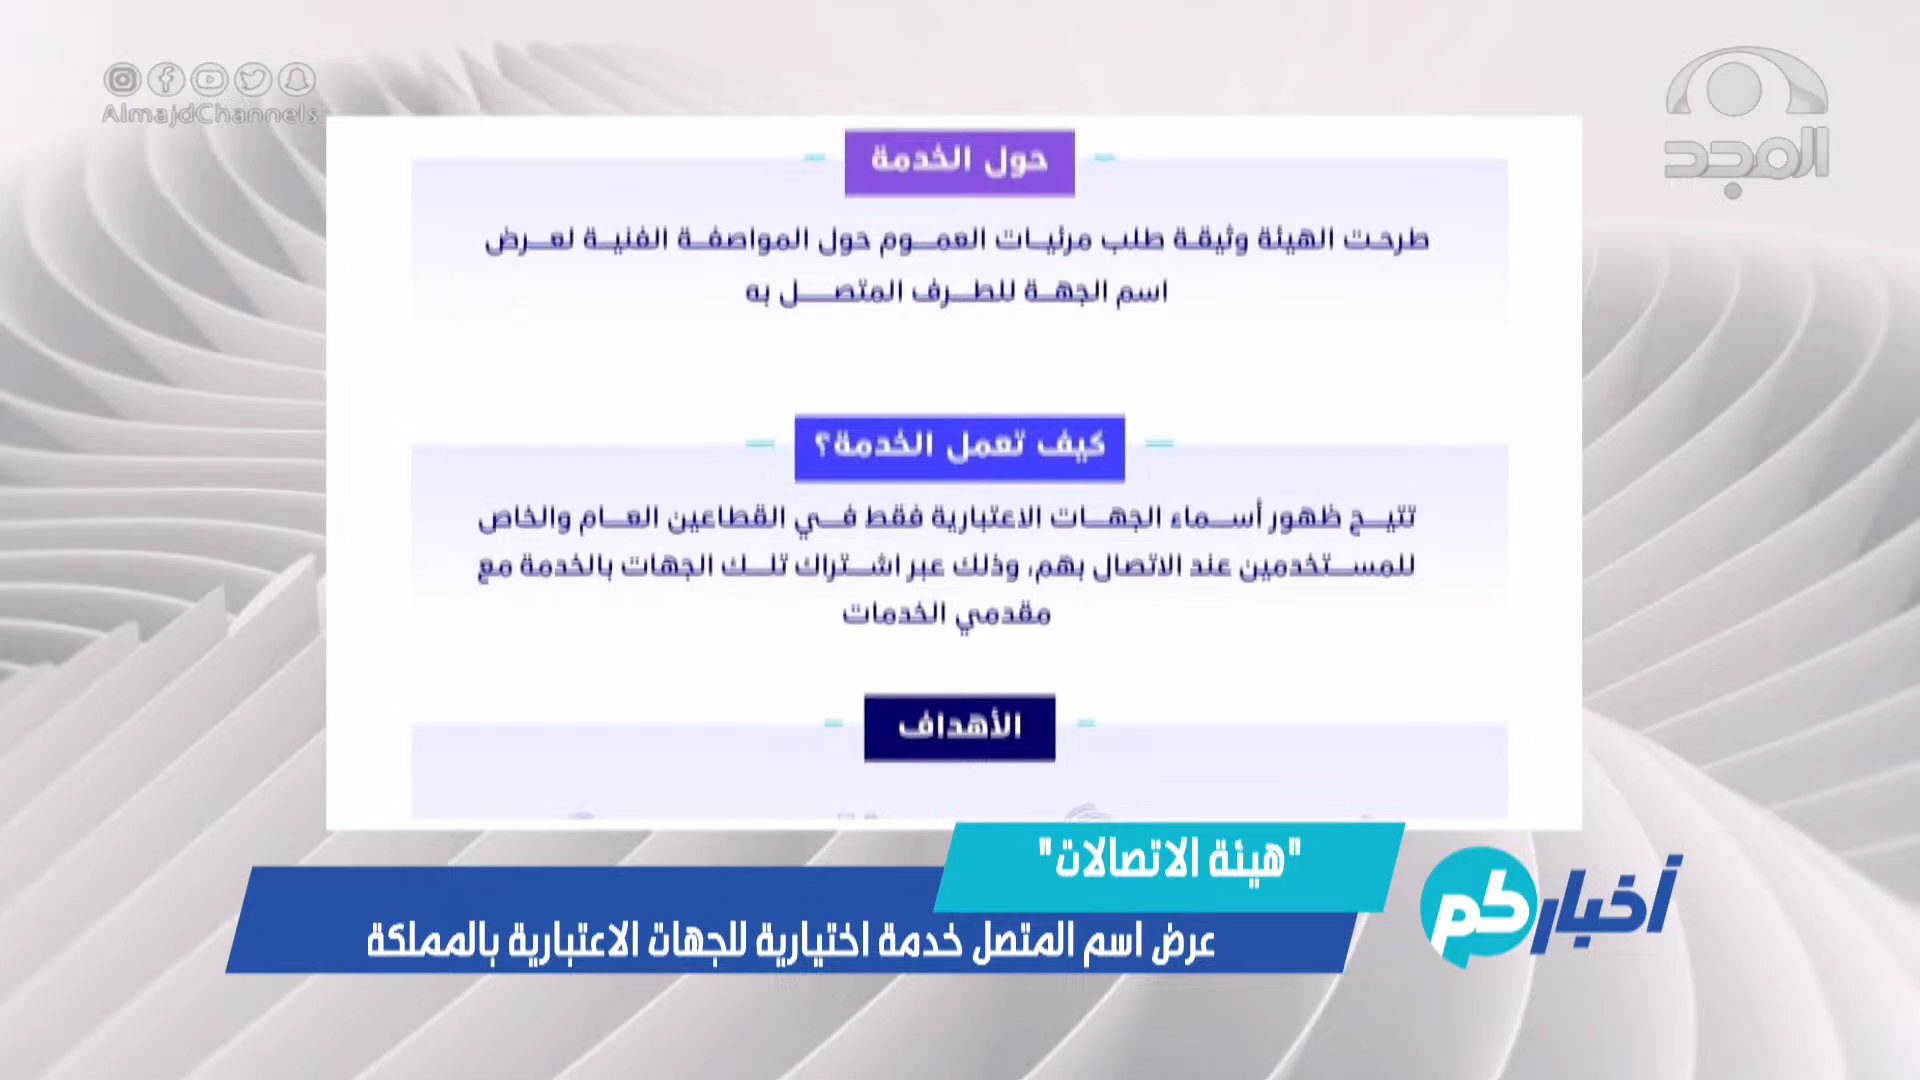 AlmajdChannels
المجد
حول الخدمة
طرحت الهيئة وثيقة طلب مرئيات العموم حول المواصفة الفنية لعرض
اسم الجهة للطرف المتصل به
كيف تعمل الخدمة؟
تتيح ظهور أسماء الجهات الاعتبارية فقط في القطاعين العام والخاص
للمستخدمين عند الاتصال بهم، وذلك عبر اشتراك تلك الجهات بالخدمة مع
مقدمي الخدمات
الأهداف
"هيئة الاتصالات"
عرض اسم المتصل خدمة اختيارية للجهات الاعتبارية بالمملكة
أخباركم